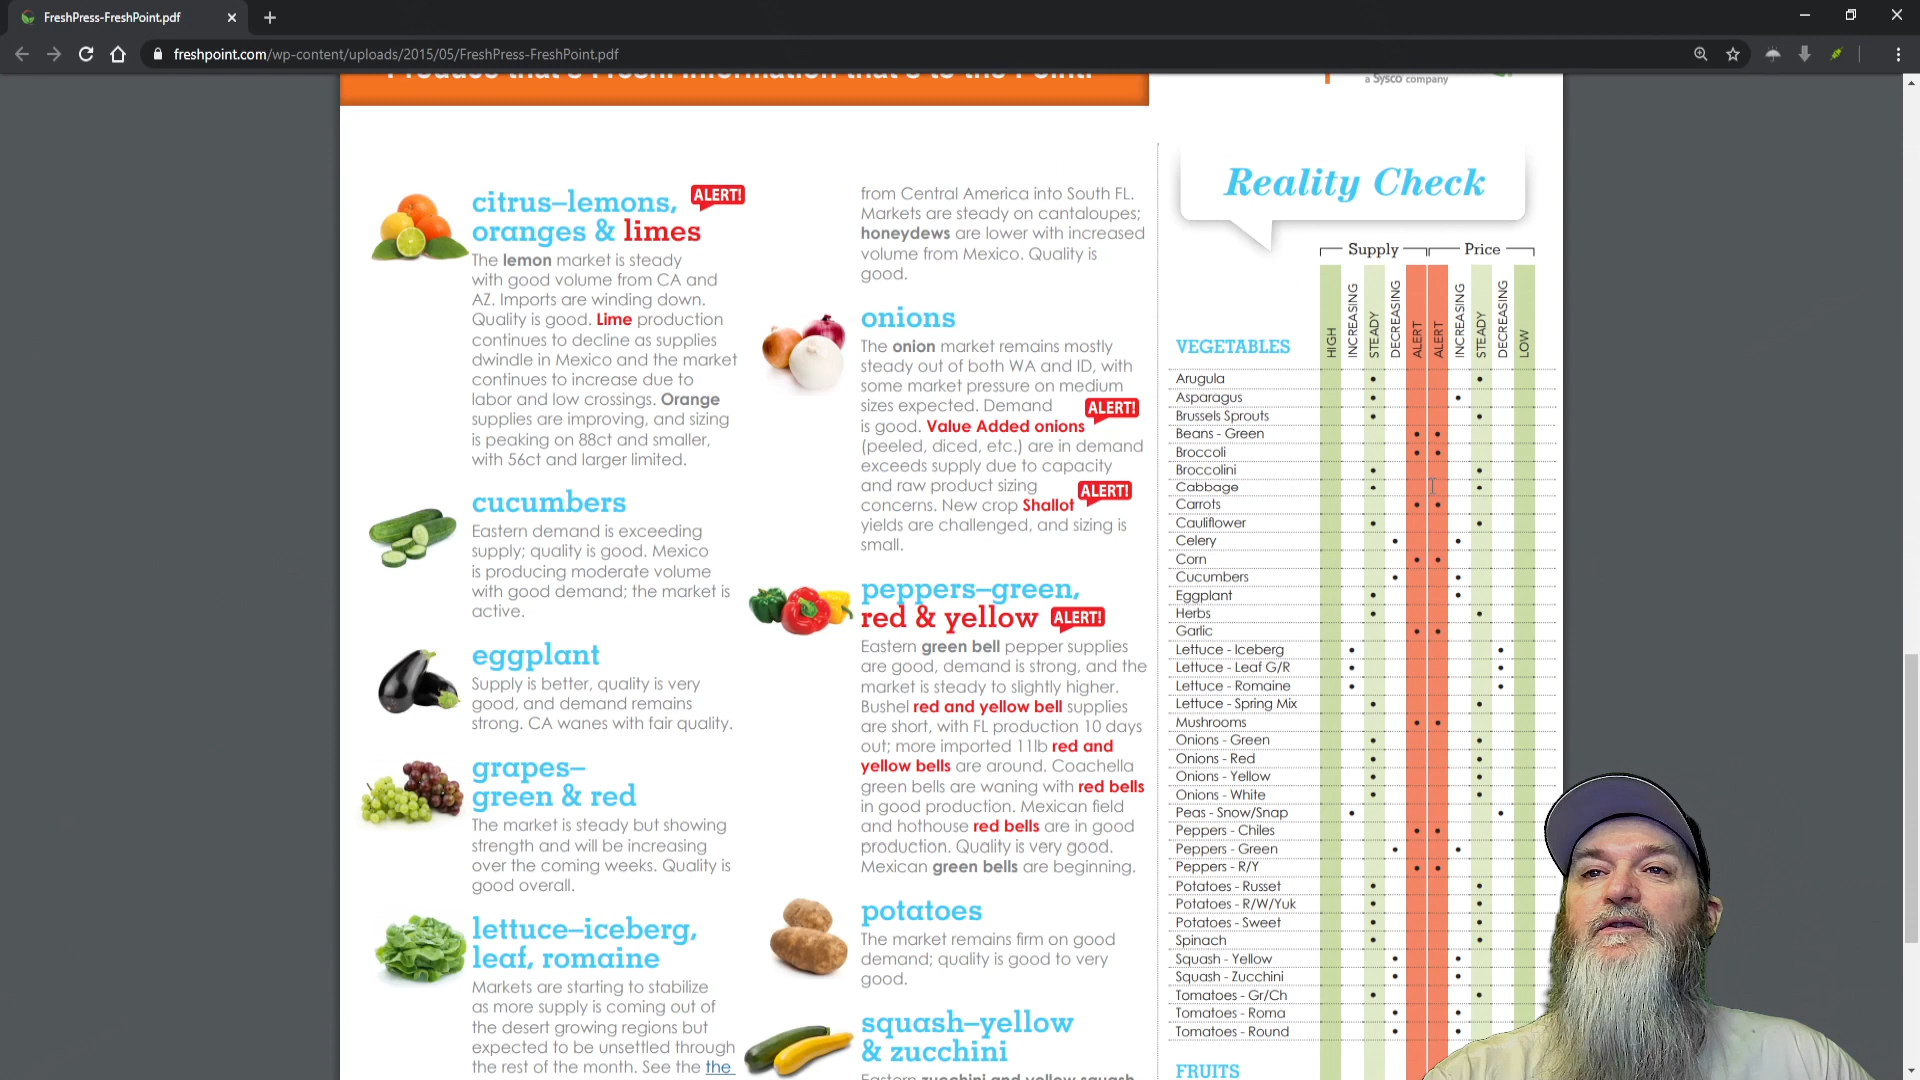 FreshPress-FreshPoint.pdf
freshpoint.com/wp-content/uploads/2015/05/FreshPress-FreshPoint.pdf
a Sysco company
citrus–lemons,
oranges & limes
ALERT!
The lemon market is steady
with good volume from CA and
AZ. Imports are winding down.
Quality is good. Lime production
continues to decline as supplies
dwindle in Mexico and the market
continues to increase due to
labor and low crossings. Orange
supplies are improving, and sizing
is peaking on 88ct and smaller,
with 56ct and larger limited.
cucumbers
Eastern demand is exceeding
supply; quality is good. Mexico
is producing moderate volume
with good demand; the market is
active.
eggplant
Supply is better, quality is very
good, and demand remains
strong. CA wanes with fair quality.
grapes–
green & red
The market is steady but showing
strength and will be increasing
over the coming weeks. Quality is
good overall.
lettuce–iceberg,
leaf, romaine
Markets are starting to stabilize
as more supply is coming out of
the desert growing regions but
expected to be unsettled through
the rest of the month. See the the
from Central America into South FL.
Markets are steady on cantaloupes;
honeydews are lower with increased
volume from Mexico. Quality is
good.
onions
The onion market remains mostly
steady out of both WA and ID, with
some market pressure on medium
sizes expected. Demand ALERT!
is good. Value Added onions
(peeled, diced, etc.) are in demand
exceeds supply due to capacity
and raw product sizing ALERT!
concerns. New crop Shallot
yields are challenged, and sizing is
small.
peppers–green,
red & yellow ALERT!
Eastern green bell pepper supplies
are good, demand is strong, and the
market is steady to slightly higher.
Bushel red and yellow bell supplies
are short, with FL production 10 days
out; more imported 11lb red and
yellow bells are around. Coachella
green bells are waning with red bells
in good production. Mexican field
and hothouse red bells are in good
production. Quality is very good.
Mexican green bells are beginning.
potatoes
The market remains firm on good
demand; quality is good to very
good.
squash–yellow
& zucchini
Eastern zucchini and yellow squash
Reality Check
Supply Price
HIGH INCREASING STEADY DECREASING ALERT ALERT INCREASING STEADY DECREASING LOW
VEGETABLES
Arugula
Asparagus
Brussels Sprouts
Beans - Green
Broccoli
Broccolini
Cabbage
Carrots
Cauliflower
Celery
Corn
Cucumbers
Eggplant
Herbs
Garlic
Lettuce - Iceberg
Lettuce - Leaf G/R
Lettuce - Romaine
Lettuce - Spring Mix
Mushrooms
Onions - Green
Onions - Red
Onions - Yellow
Onions - White
Peas - Snow/Snap
Peppers - Chiles
Peppers - Green
Peppers - R/Y
Potatoes - Russet
Potatoes - R/W/Yuk
Potatoes - Sweet
Spinach
Squash - Yellow
Squash - Zucchini
Tomatoes - Gr/Ch
Tomatoes - Roma
Tomatoes - Round
FRUITS